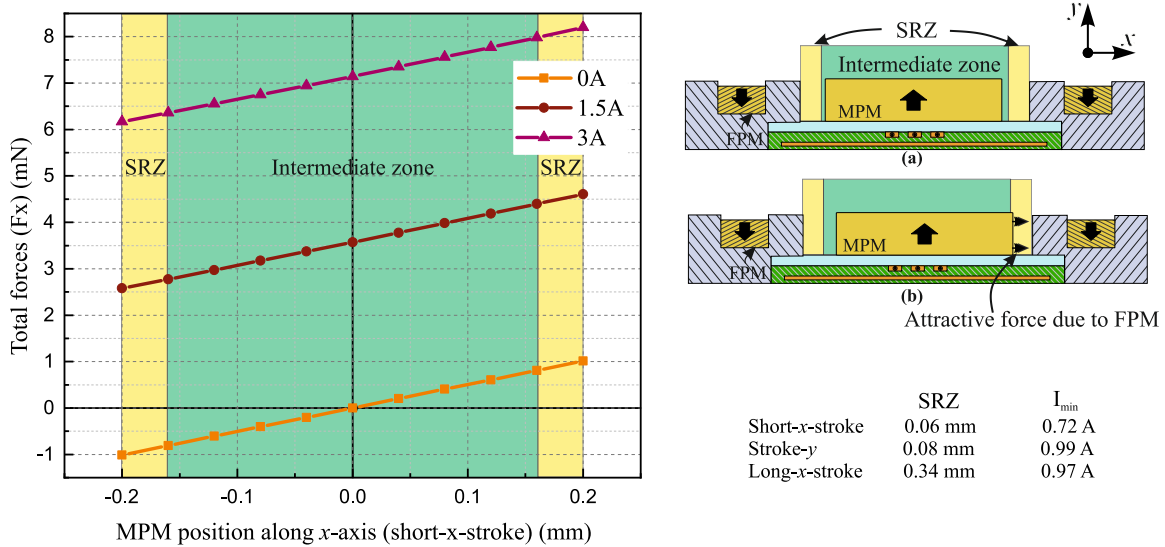 8
7
6
5
4
3
2
1
0
-1
Total forces (Fx) (mN)
0A
1.5A
3A
SRZ
Intermediate zone
SRZ
-0.2
-0.1
0.0
0.1
0.2
MPM position along x-axis (short-x-stroke) (mm)
y
x
SRZ
Intermediate zone
MPM
FPM
(a)
MPM
FPM
(b)
Attractive force due to FPM
SRZ Imin
Short-x-stroke 0.06 mm 0.72 A
Stroke-y 0.08 mm 0.99 A
Long-x-stroke 0.34 mm 0.97 A